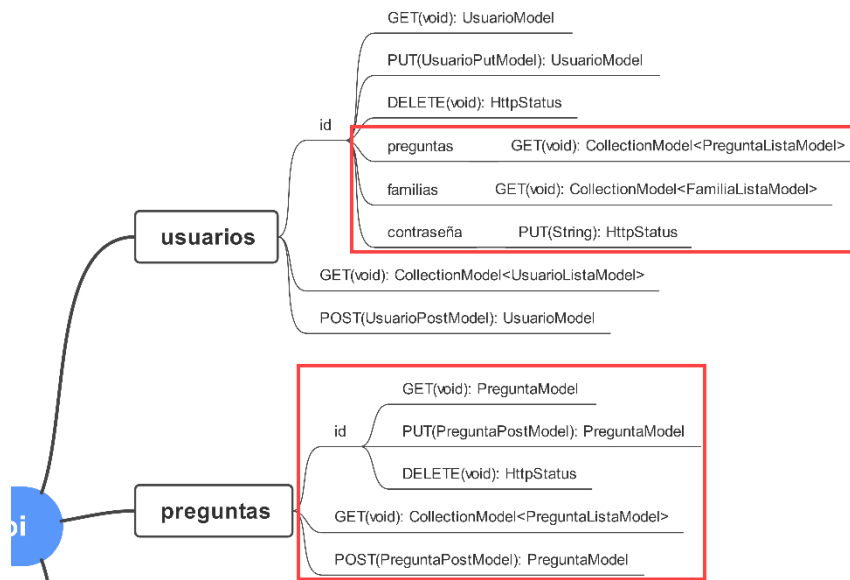 GET(void): UsuarioModel
PUT(UsuarioPutModel): UsuarioModel
DELETE(void): HttpStatus
id
preguntas GET(void): CollectionModel<PreguntaListaModel>
familias GET(void): CollectionModel<FamiliaListaModel>
contraseña PUT(String): HttpStatus
usuarios
GET(void): CollectionModel<UsuarioListaModel>
POST(UsuarioPostModel): UsuarioModel
GET(void): PreguntaModel
id PUT(PreguntaPostModel): PreguntaModel
DELETE(void): HttpStatus
preguntas
GET(void): CollectionModel<PreguntaListaModel>
POST(PreguntaPostModel): PreguntaModel